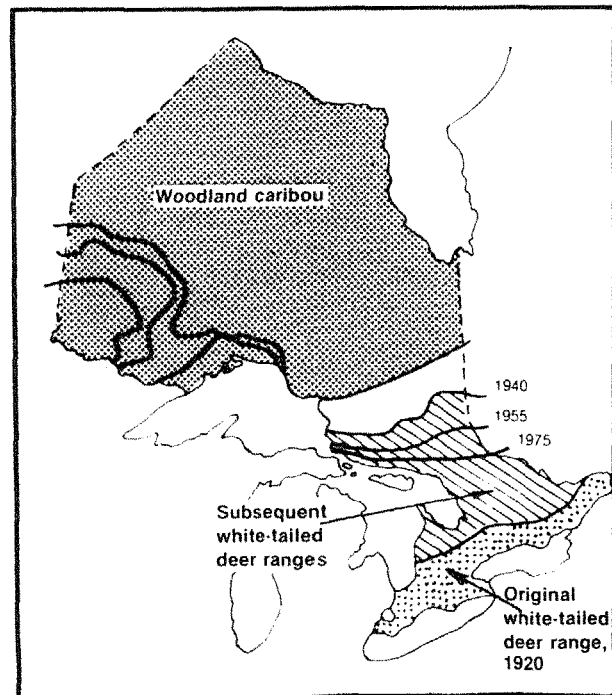 Woodland caribou
1940
1955
1975
Subsequent
white-tailed
deer ranges
Original
white-tailed
deer range,
1920